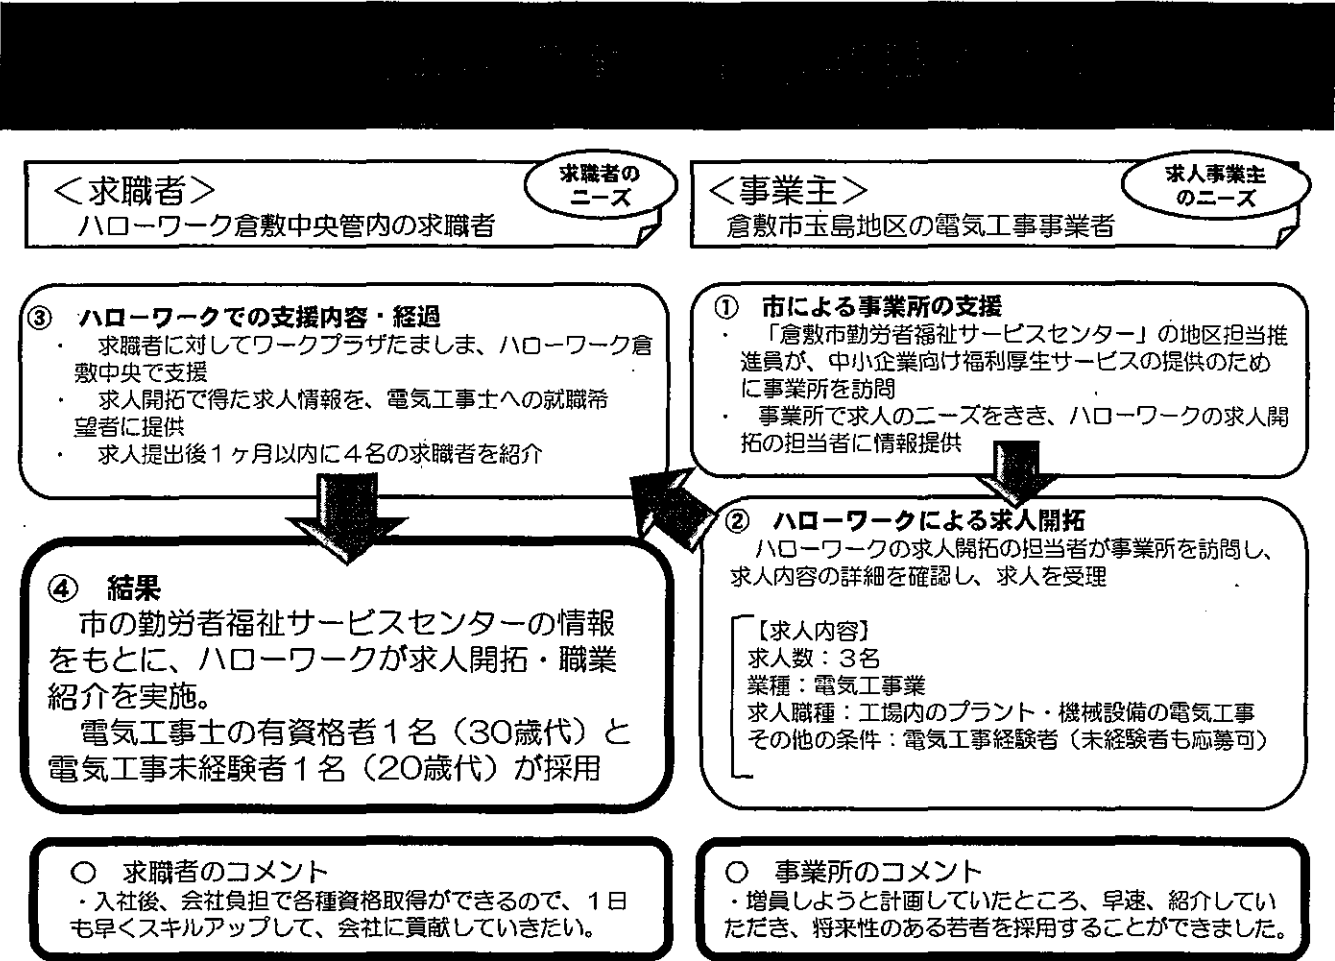 ＜求職者＞
ハローワーク倉敷中央管内の求職者
求職者の
ニーズ
＜事業主＞
倉敷市玉島地区の電気工事事業者
求人事業主
のニーズ
③ ハローワークでの支援内容・経過
・ 求職者に対してワークプラザたましま、ハローワーク倉
敷中央で支援
・ 求人開拓で得た求人情報を、電気工事士への就職希
望者に提供
・ 求人提出後１ヶ月以内に４名の求職者を紹介
① 市による事業所の支援
・ 「倉敷市勤労者福祉サービスセンター」の地区担当推
進員が、中小企業向け福利厚生サービスの提供のため
に事業所を訪問
・ 事業所で求人のニーズをきき、ハローワークの求人開
拓の担当者に情報提供
② ハローワークによる求人開拓
ハローワークの求人開拓の担当者が事業所を訪問し、
求人内容の詳細を確認し、求人を受理
【求人内容】
求人数：３名
業種：電気工事業
求人職種：工場内のプラント・機械設備の電気工事
その他の条件：電気工事経験者（未経験者も応募可）
④ 結果
市の勤労者福祉サービスセンターの情報
をもとに、ハローワークが求人開拓・職業
紹介を実施。
電気工事士の有資格者１名（30歳代）と
電気工事未経験者１名（20歳代）が採用
○ 求職者のコメント
・入社後、会社負担で各種資格取得ができるので、１日
も早くスキルアップして、会社に貢献していきたい。
○ 事業所のコメント
・増員しようと計画していたところ、早速、紹介してい
ただき、将来性のある若者を採用することができました。